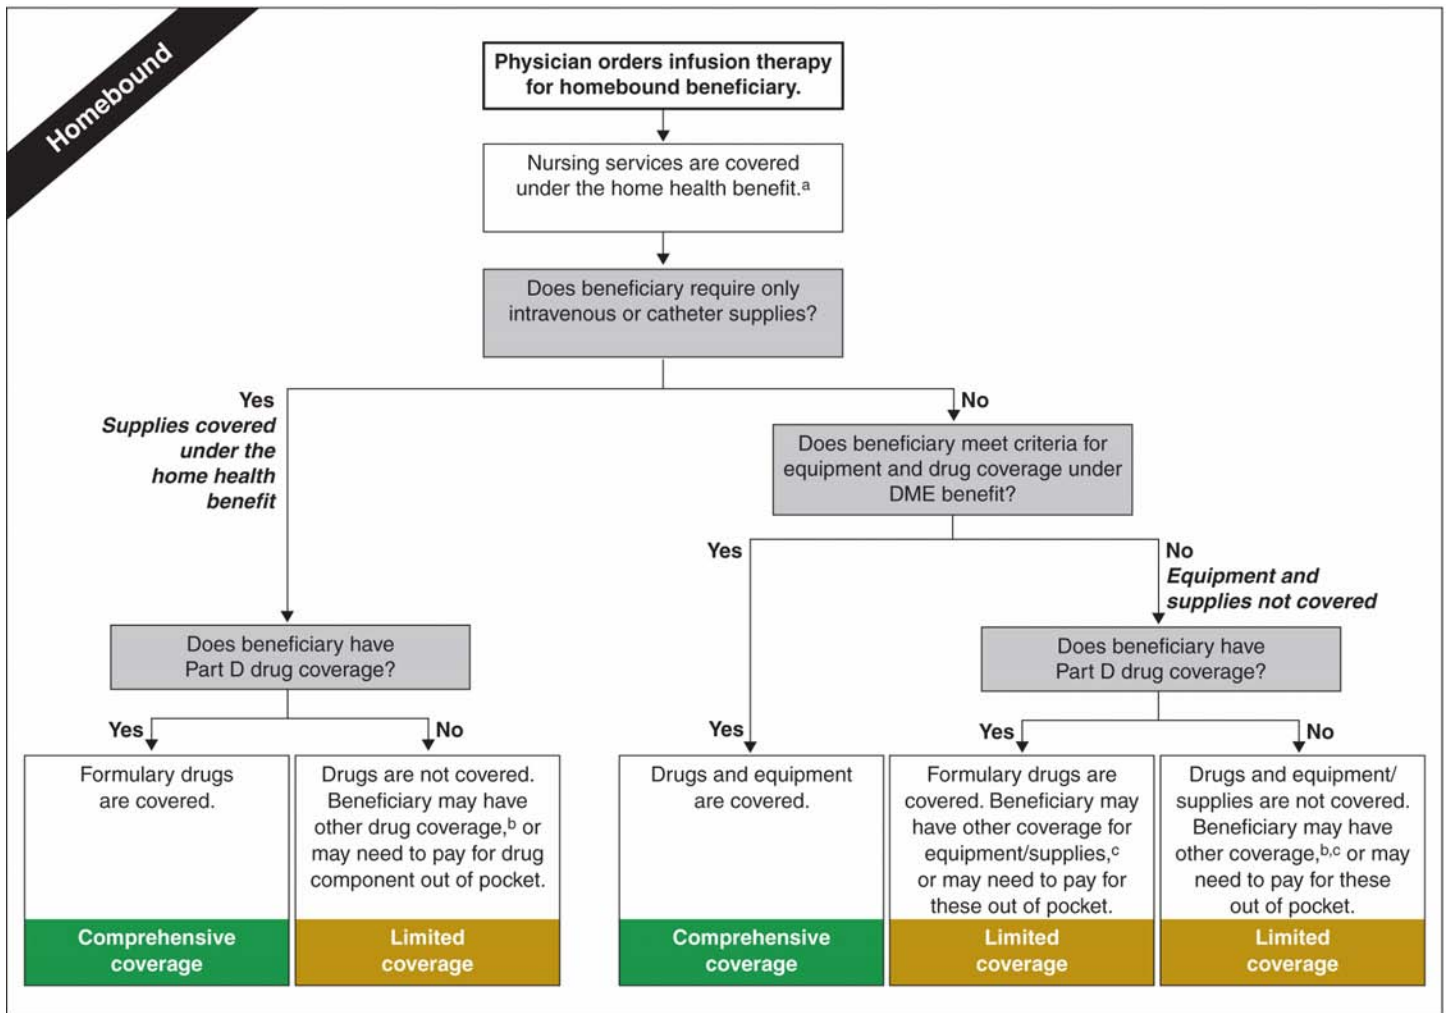 Homebound
Physician orders infusion therapy
for homebound beneficiary.
Nursing services are covered
under the home health benefit.a
Does beneficiary require only
intravenous or catheter supplies?
Yes
Supplies covered
under the
home health
benefit
No
Does beneficiary meet criteria for
equipment and drug coverage under
DME benefit?
Yes
No
Equipment and
supplies not covered
Does beneficiary have
Part D drug coverage?
Does beneficiary have
Part D drug coverage?
Yes
No
Yes
Yes
No
Formulary drugs
are covered.
Comprehensive
coverage
Drugs are not covered.
Beneficiary may have
other drug coverage,b or
may need to pay for drug
component out of pocket.
Limited
coverage
Drugs and equipment
are covered.
Comprehensive
coverage
Formulary drugs are
covered. Beneficiary may
have other coverage for
equipment/supplies,c
or may need to pay for
these out of pocket.
Limited
coverage
Drugs and equipment/
supplies are not covered.
Beneficiary may have
other coverage,b,c or may
need to pay for these
out of pocket.
Limited
coverage